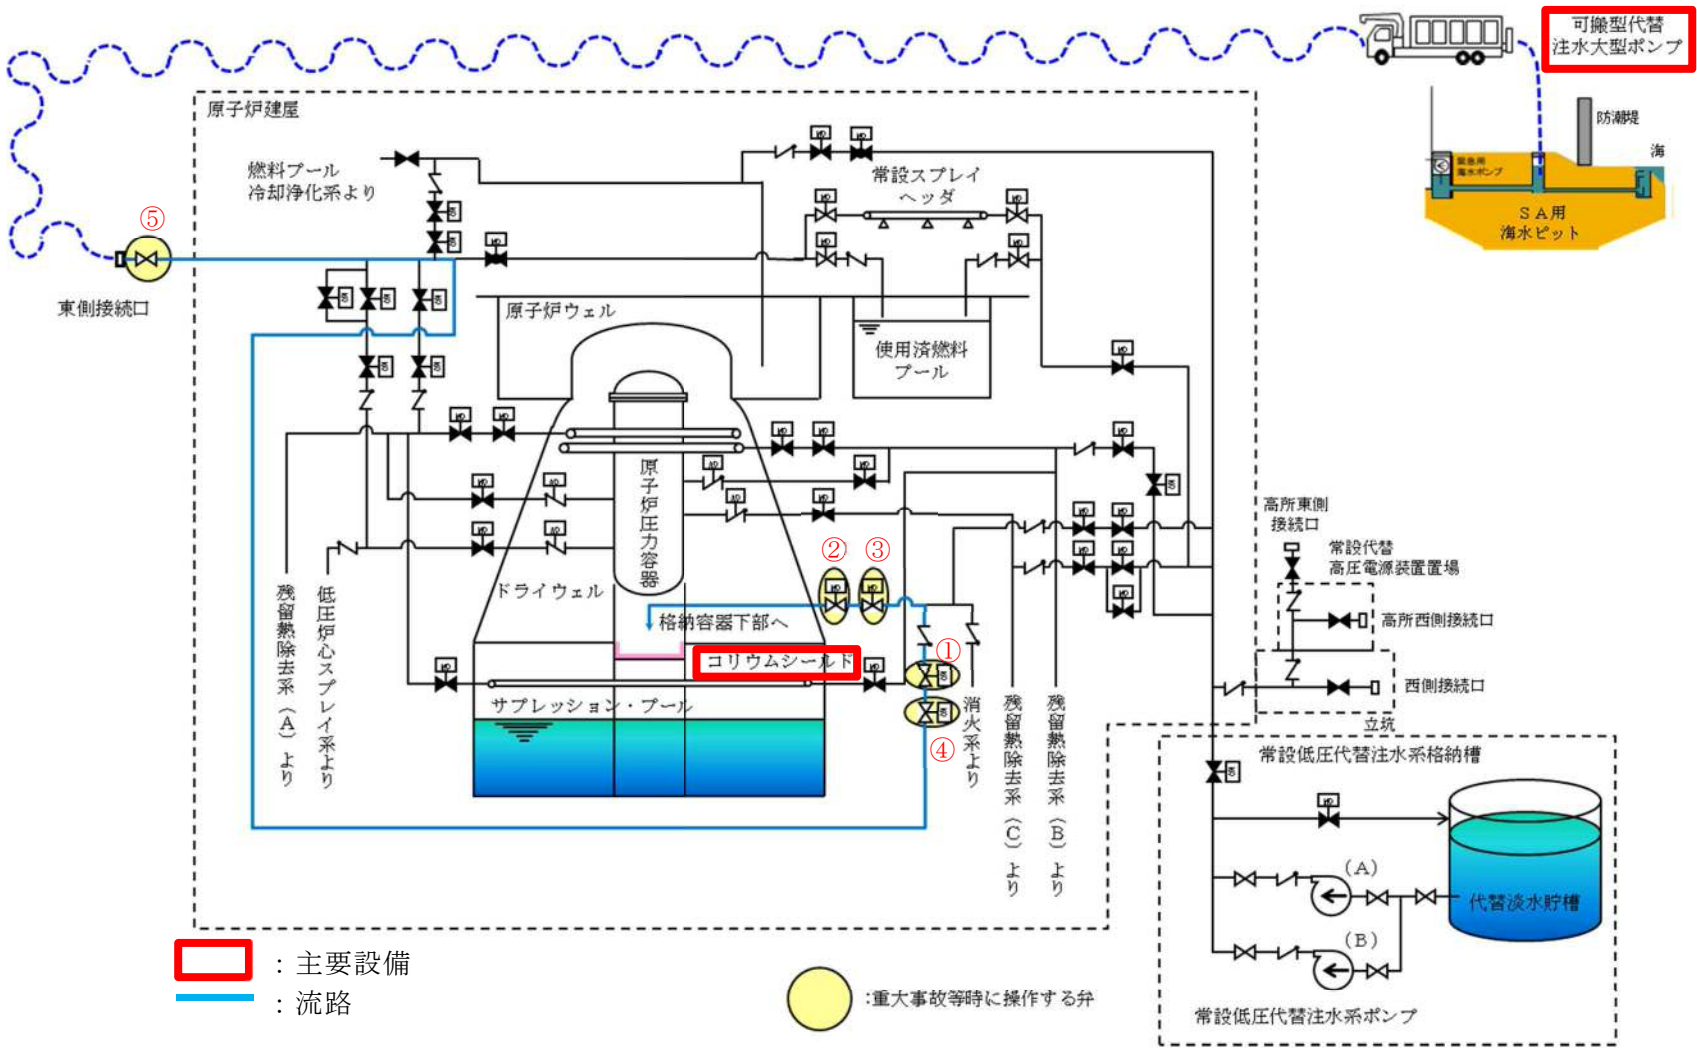 可搬型代替
注水大型ポンプ
防潮堤
海
緊急用
海水ポンプ
SA用
海水ピット
原子炉建屋
燃料プール
冷却浄化系より
常設スプレイ
ヘッダ
⑤
東側接続口
原子炉ウェル
使用済燃料
プール
原子炉圧力容器
高所東側
接続口
常設代替
高圧電源装置置場
高所西側接続口
西側接続口
立坑
②
③
ドライウェル
格納容器下部へ
コリウムシールド
①
④
サプレッション・プール
残留熱除去系(A)より
低圧炉心スプレイ系より
消火系より
残留熱除去系(C)より
残留熱除去系(B)より
常設低圧代替注水系格納槽
(A)
代替淡水貯槽
(B)
常設低圧代替注水系ポンプ
:主要設備
:流路
:重大事故等時に操作する弁